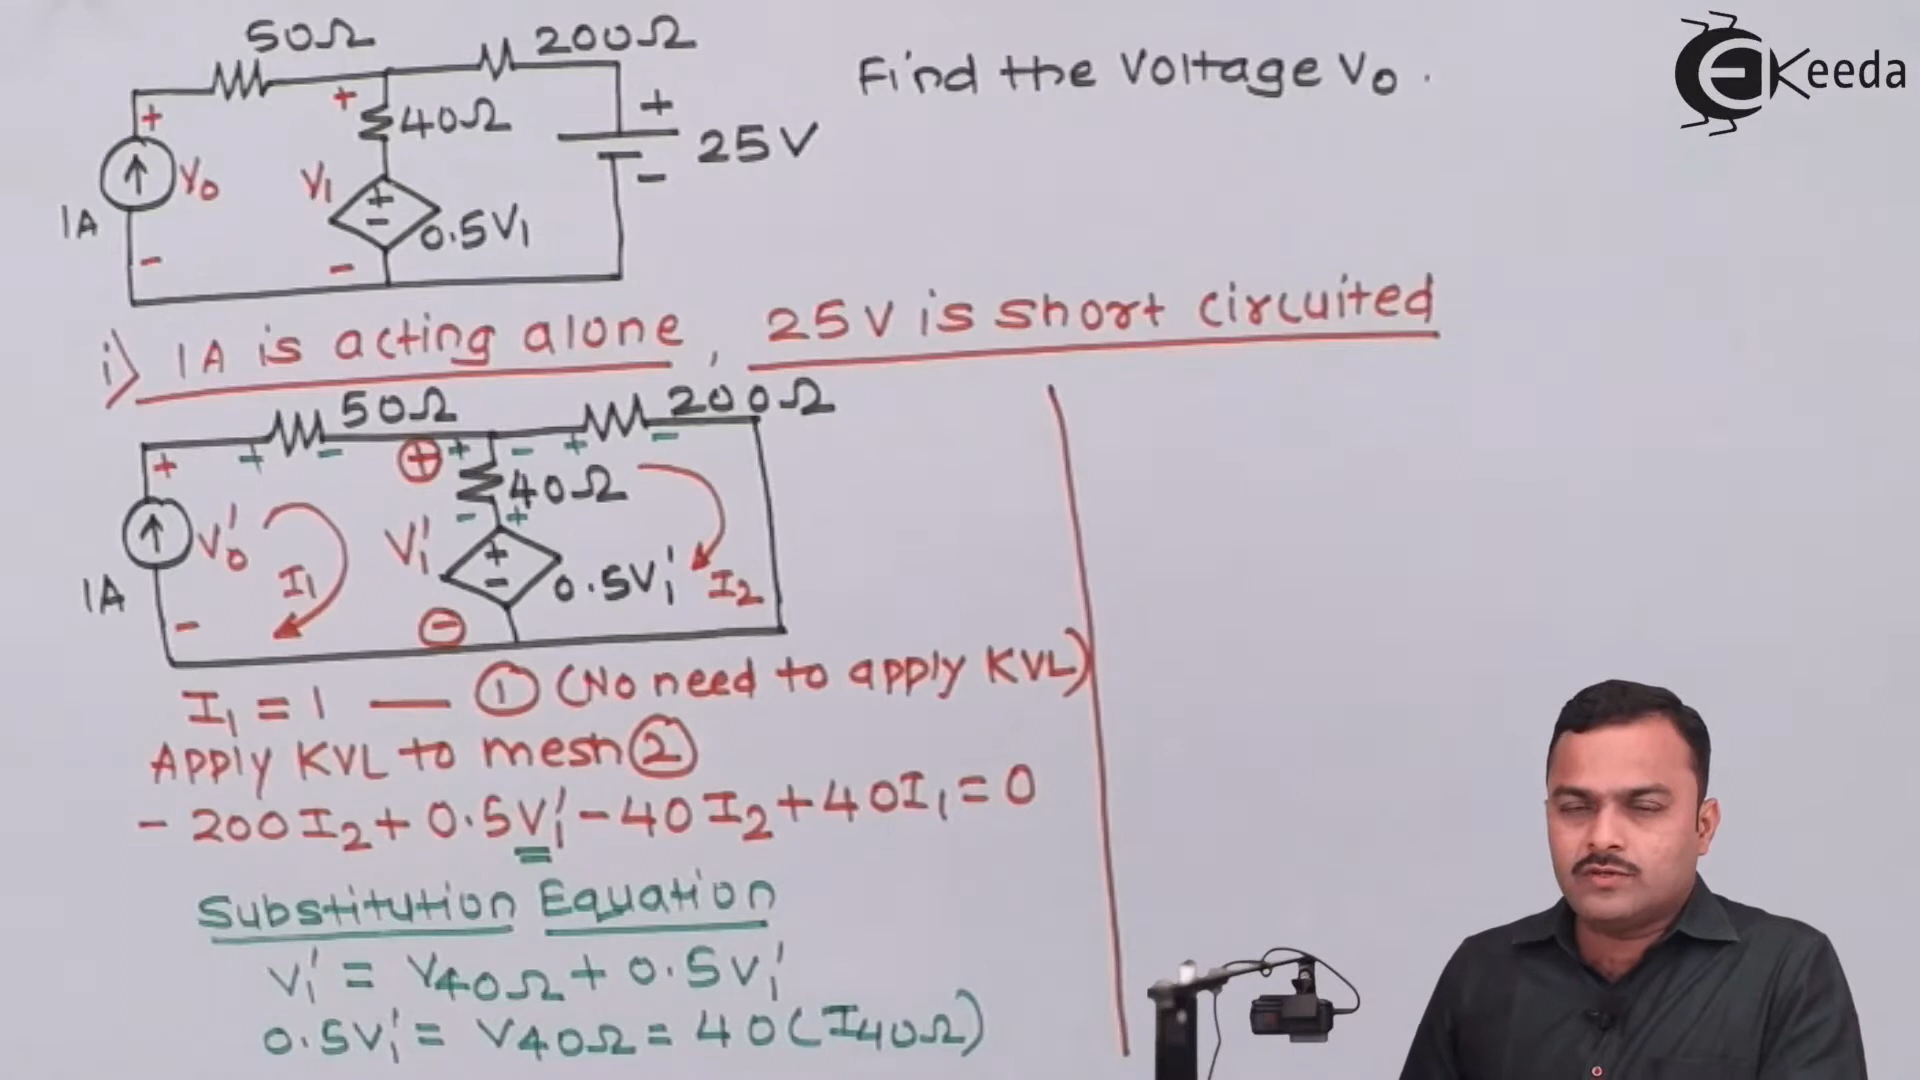 50Ω 200Ω
Find the Voltage V₀.
EKeeda
+ + 40Ω + 25V
1A V₀ V₁ + - 0.5V₁ -
- -
i) 1A is acting alone, 25V is short circuited
50Ω 200Ω
+ + - ⊕ + - + -
40Ω
- +
1A V₀' I₁ V₁' + - 0.5V₁' I₂
- ⊖
I₁ = 1 — ① (No need to apply KVL)
Apply KVL to mesh ②
- 200I₂ + 0.5V₁' - 40I₂ + 40I₁ = 0
Substitution Equation
V₁' = V40Ω + 0.5V₁'
0.5V₁' = V40Ω = 40(I40Ω)